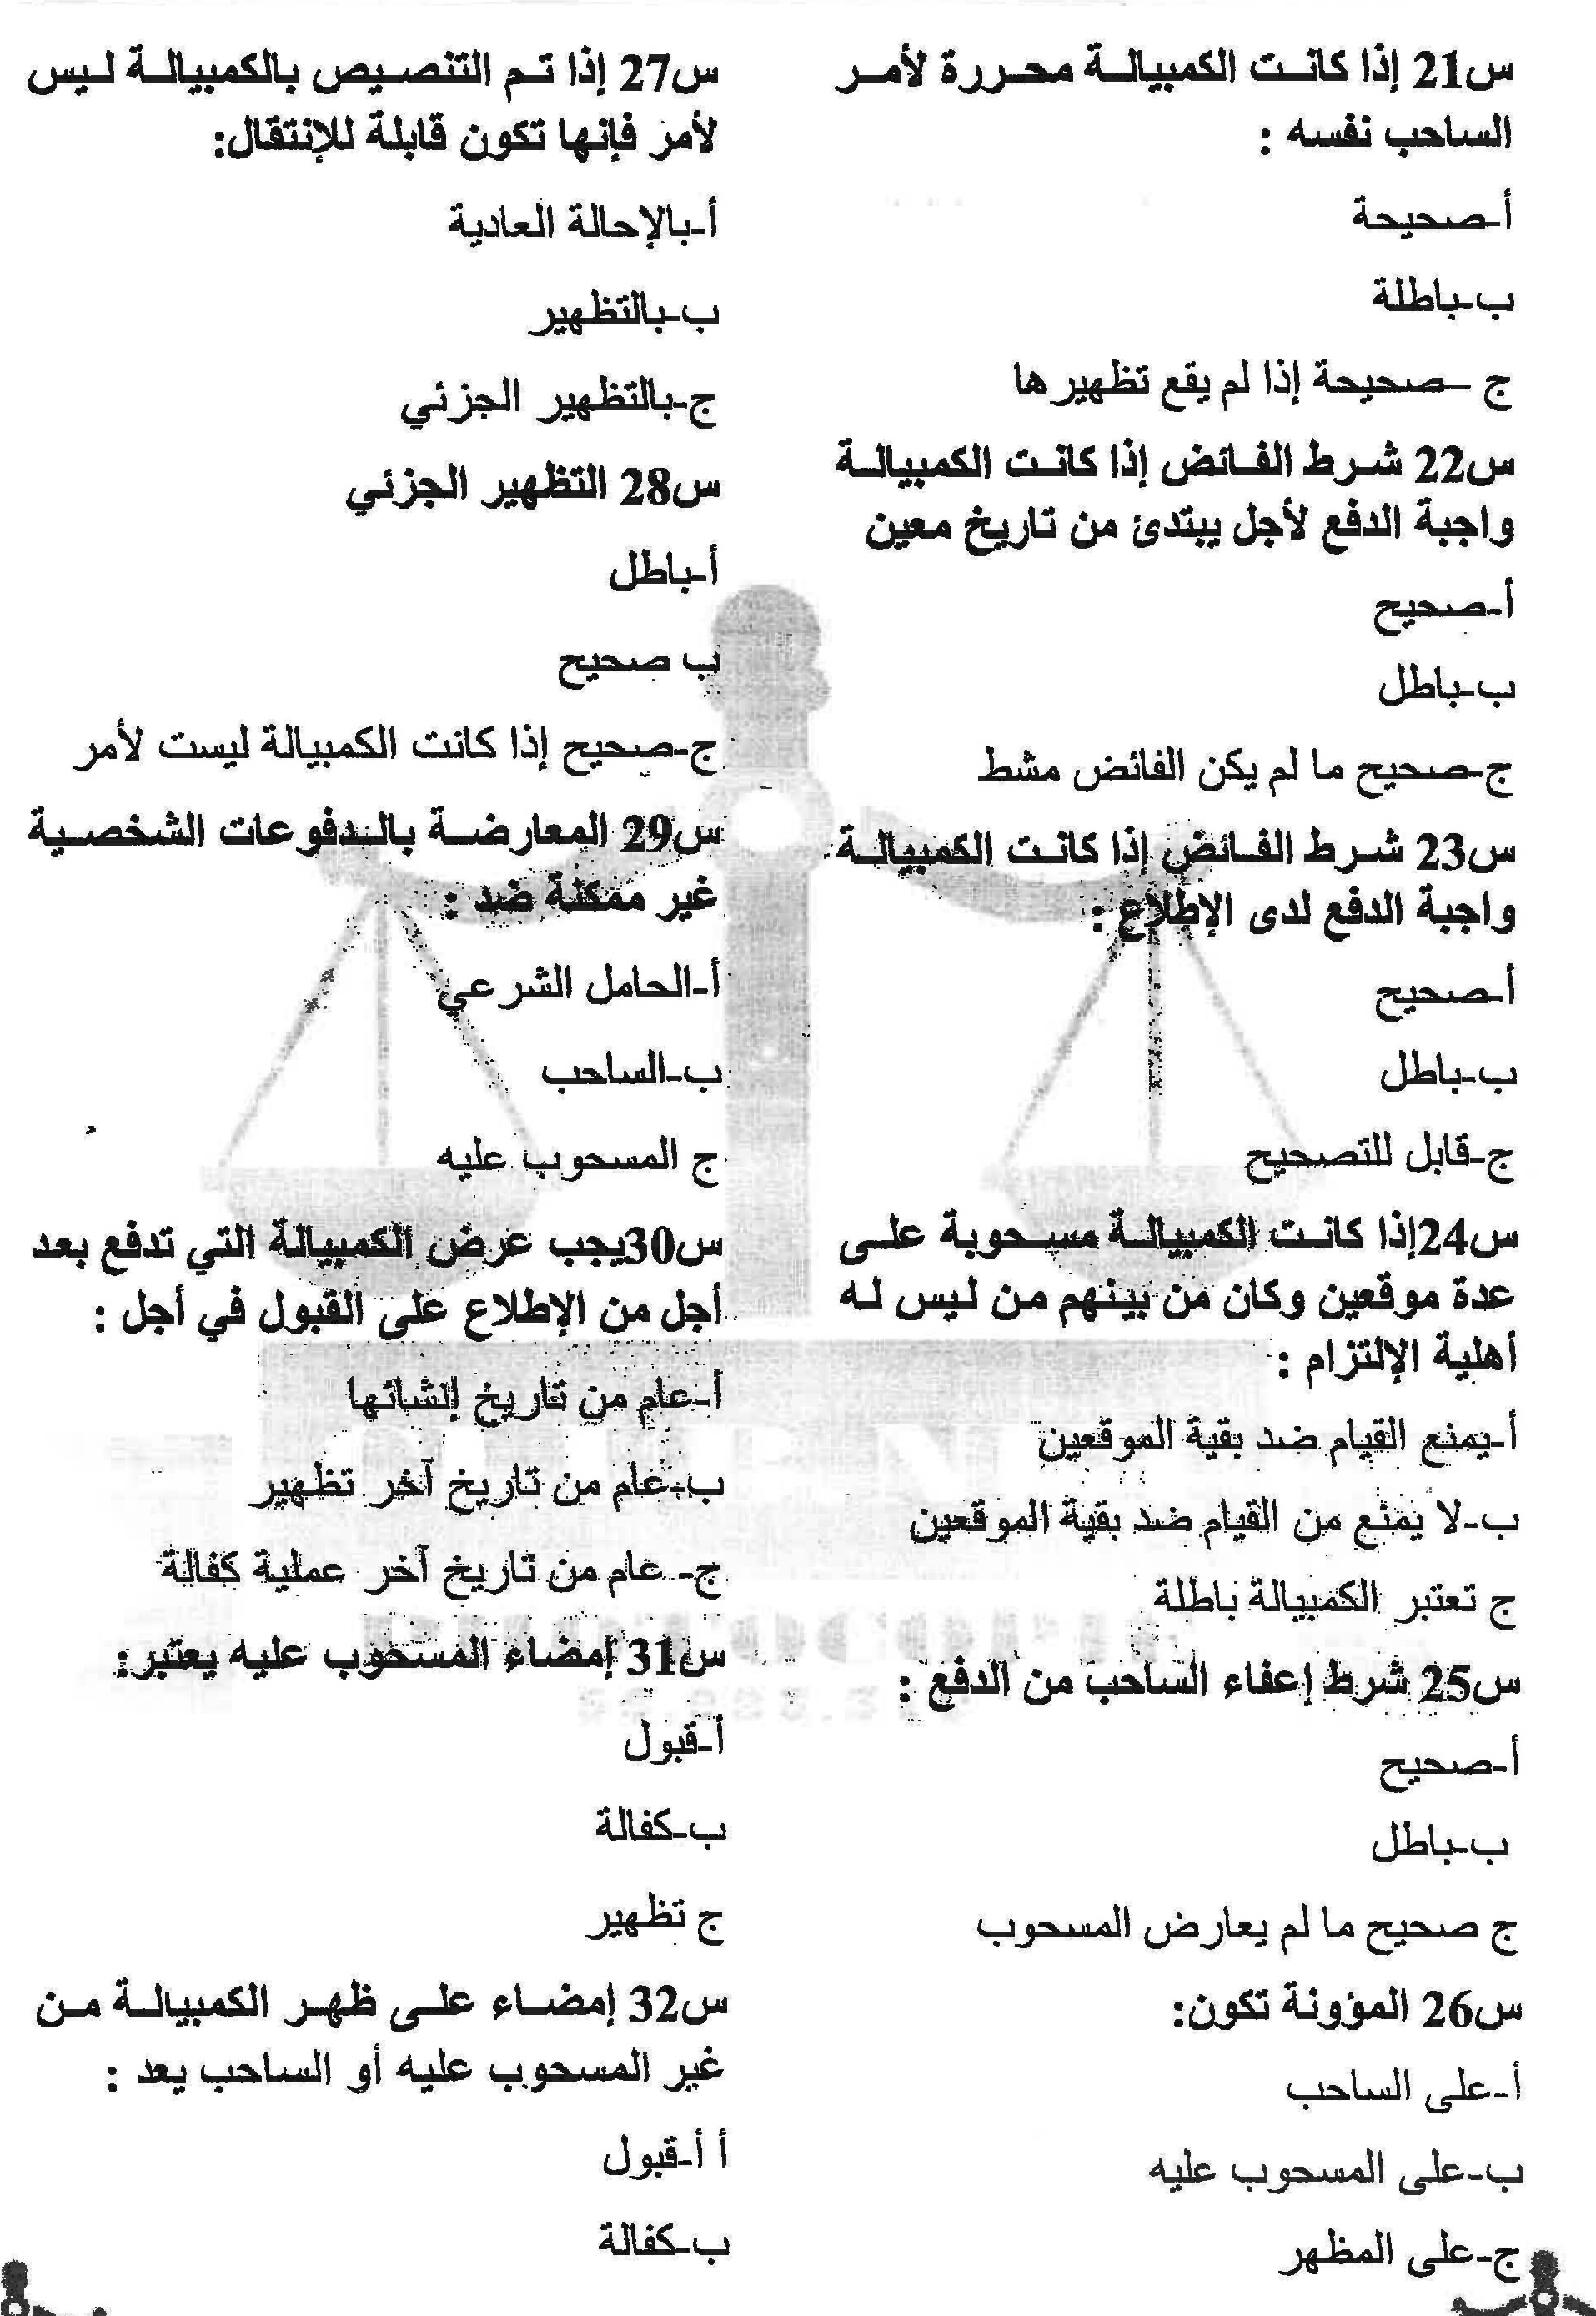 س21 إذا كانت الكمبيالة محررة لأمر
الساحب نفسه :
أ-صحيحة
ب-باطلة
ج –صحيحة إذا لم يقع تظهيرها
س22 شرط الفائض إذا كانت الكمبيالة
واجبة الدفع لأجل يبتدئ من تاريخ معين
أ-صحيح
ب-باطل
ج-صحيح ما لم يكن الفائض مشط
س23 شرط الفائض إذا كانت الكمبيالة
واجبة الدفع لدى الإطلاع :
أ-صحيح
ب-باطل
ج-قابل للتصحيح
س24إذا كانت الكمبيالة مسحوبة على
عدة موقعين وكان من بينهم من ليس له
أهلية الإلتزام :
أ-يمنع القيام ضد بقية الموقعين
ب-لا يمنع من القيام ضد بقية الموقعين
ج تعتبر الكمبيالة باطلة
س25 شرط إعفاء الساحب من الدفع :
أ-صحيح
ب-باطل
ج صحيح ما لم يعارض المسحوب
س26 المؤونة تكون:
أ-على الساحب
ب-على المسحوب عليه
ج-على المظهر
س27 إذا تم التنصيص بالكمبيالة ليس
لأمر فإنها تكون قابلة للإنتقال:
أ-بالإحالة العادية
ب-بالتظهير
ج-بالتظهير الجزئي
س28 التظهير الجزئي
أ-باطل
ب صحيح
ج-صحيح إذا كانت الكمبيالة ليست لأمر
س29 المعارضة بالدفوعات الشخصية
غير ممكنة ضد :
أ-الحامل الشرعي
ب-الساحب
ج المسحوب عليه
س30يجب عرض الكمبيالة التي تدفع بعد
أجل من الإطلاع على القبول في أجل :
أ-عام من تاريخ إنشائها
ب-عام من تاريخ آخر تظهير
ج- عام من تاريخ آخر عملية كفالة
س31 إمضاء المسحوب عليه يعتبر:
أ-قبول
ب-كفالة
ج تظهير
س32 إمضاء على ظهر الكمبيالة من
غير المسحوب عليه أو الساحب يعد :
أ أ-قبول
ب-كفالة